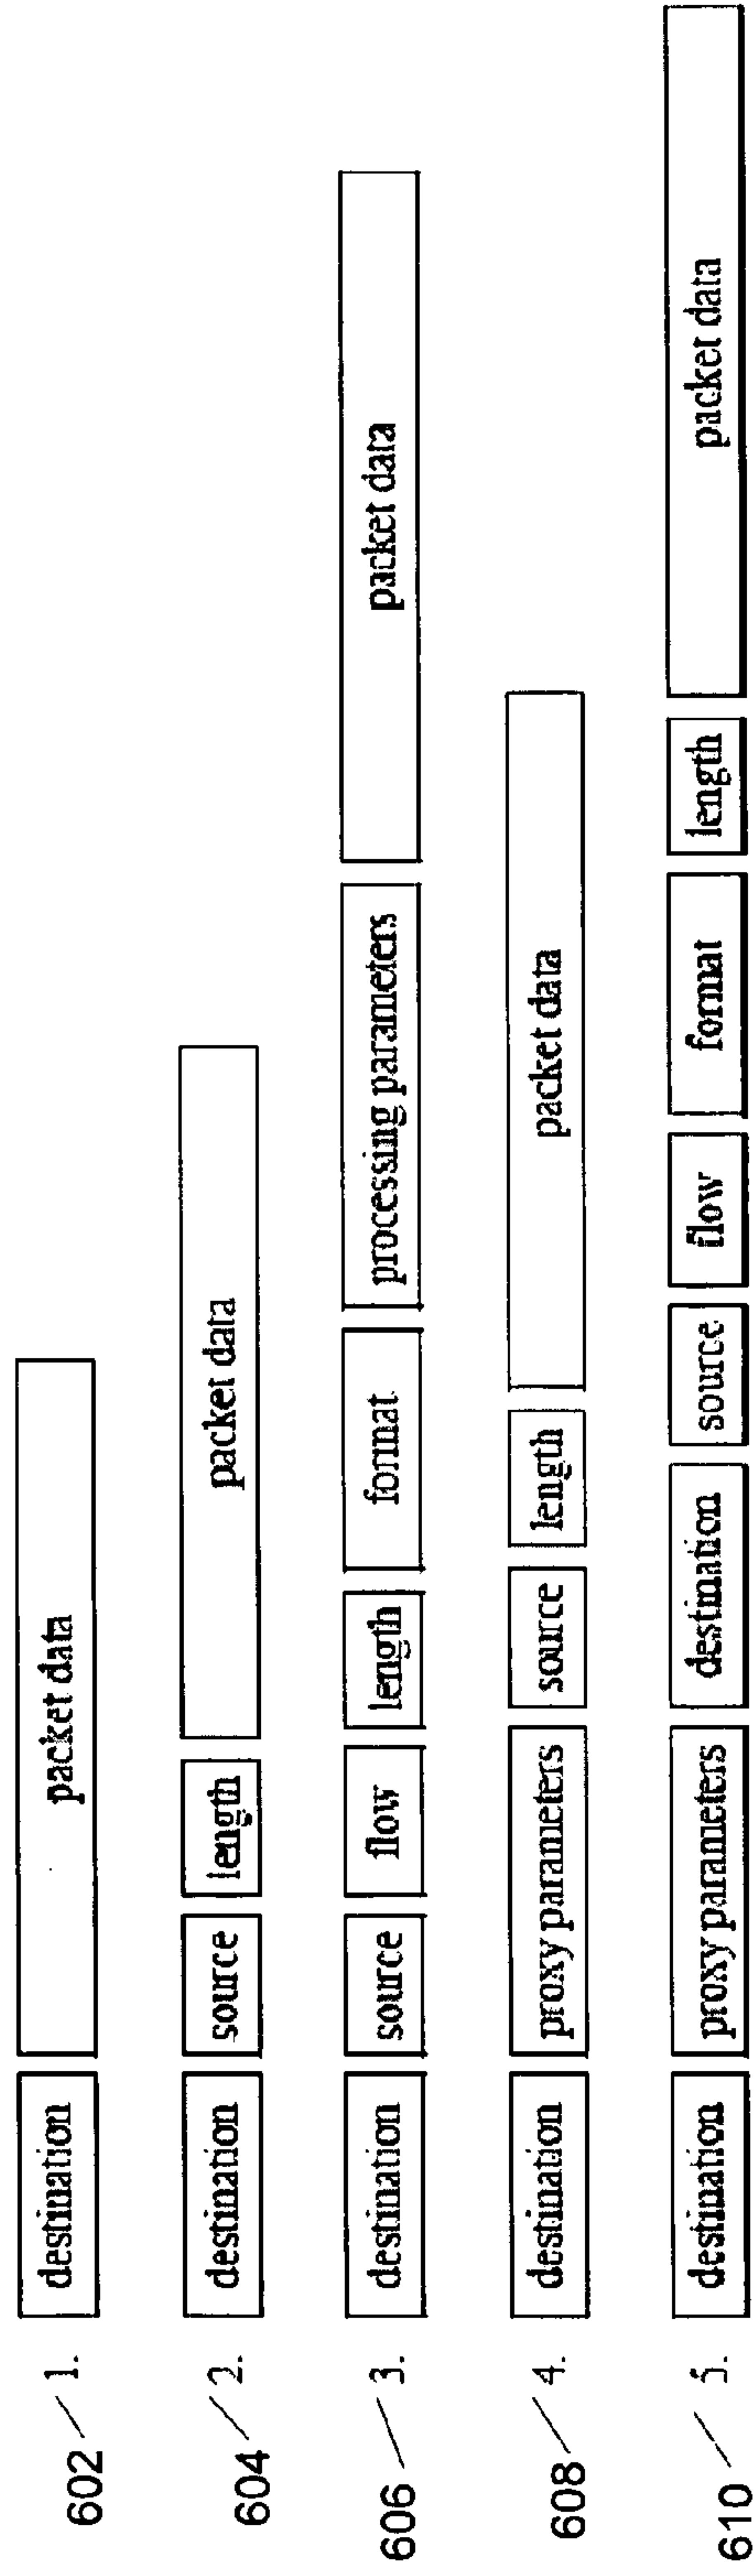 602 1. destination packet data
604 2. destination source length packet data
606 3. destination source flow length format processing parameters packet data
608 4. destination proxy parameters source length packet data
610 5. destination proxy parameters destination source flow format length packet data